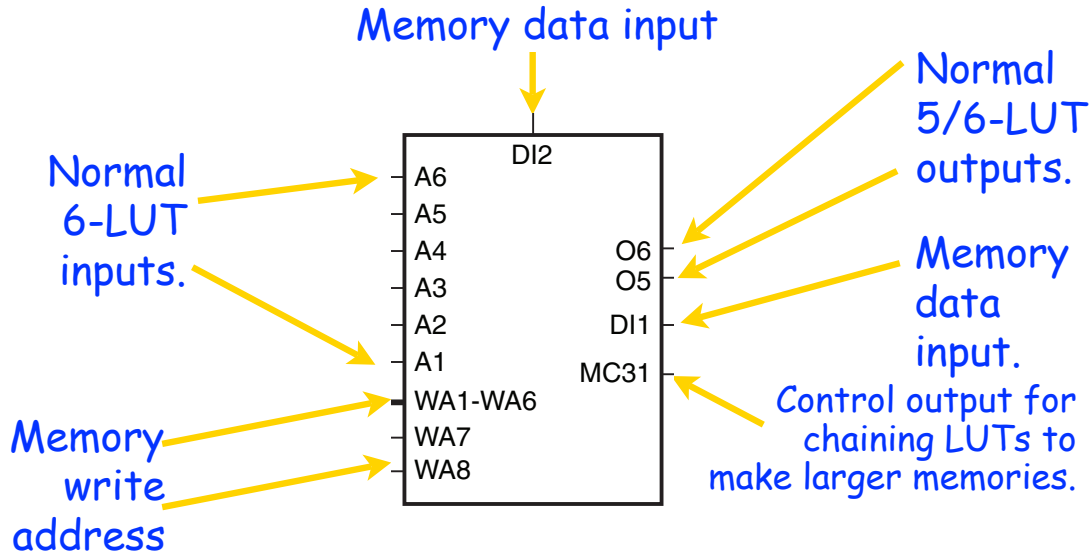 Memory data input
Normal
6-LUT
inputs.
Memory
write
address
DI2
A6
A5
A4
A3
A2
A1
WA1-WA6
WA7
WA8
O6
O5
DI1
MC31
Normal
5/6-LUT
outputs.
Memory
data
input.
Control output for
chaining LUTs to
make larger memories.